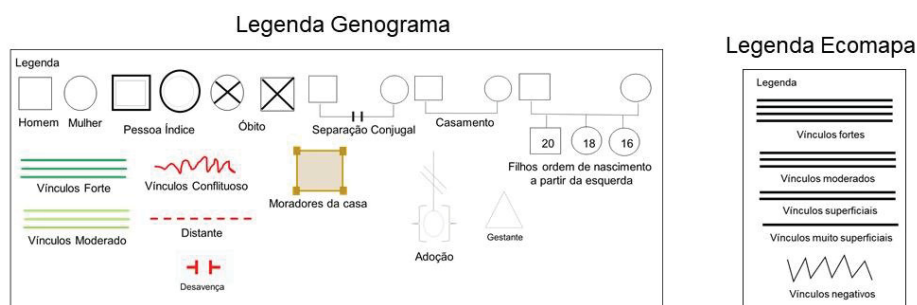 Legenda Genograma
Legenda
Homem
Mulher
Pessoa Índice
Óbito
Separação Conjugal
Casamento
20
18
16
Filhos ordem de nascimento
a partir da esquerda
Vínculos Forte
Vínculos Conflituoso
Moradores da casa
Vínculos Moderado
Distante
Desavença
Adoção
Gestante
Legenda Ecomapa
Legenda
Vínculos fortes
Vínculos moderados
Vínculos superficiais
Vínculos muito superficiais
Vínculos negativos